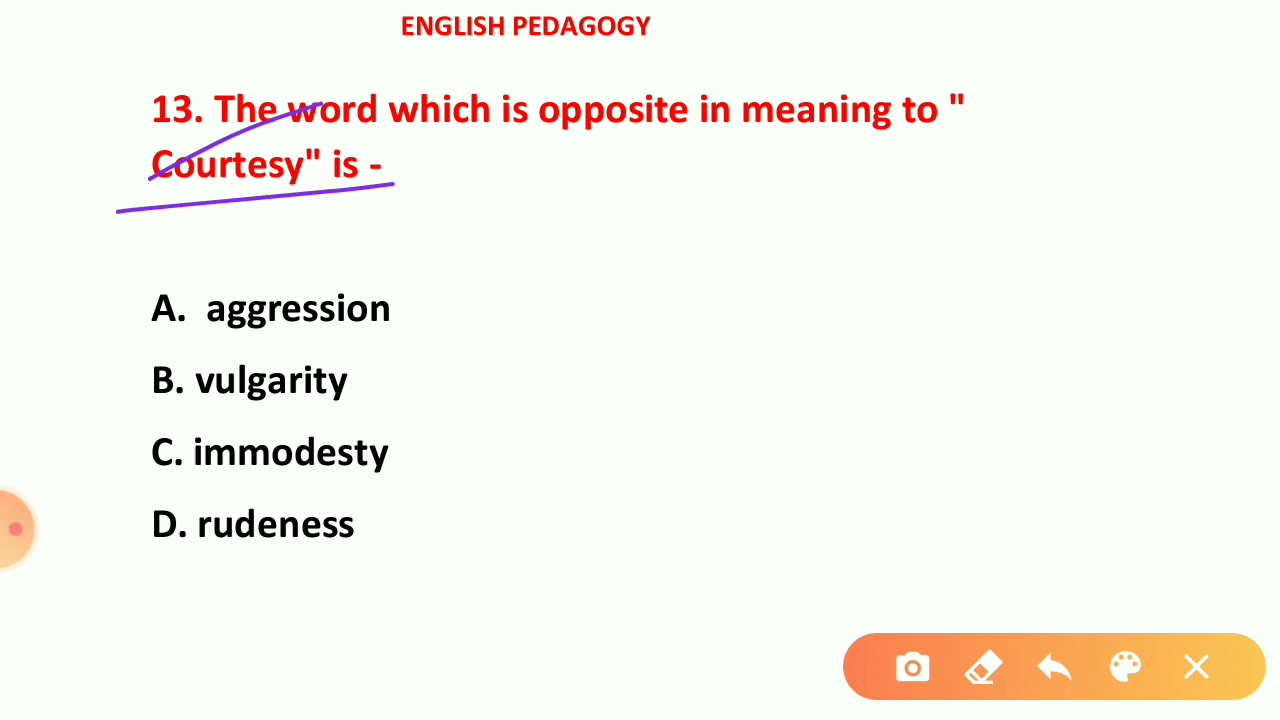 ENGLISH PEDAGOGY
13. The word which is opposite in meaning to "
Courtesy" is -
A. aggression
B. vulgarity
C. immodesty
D. rudeness